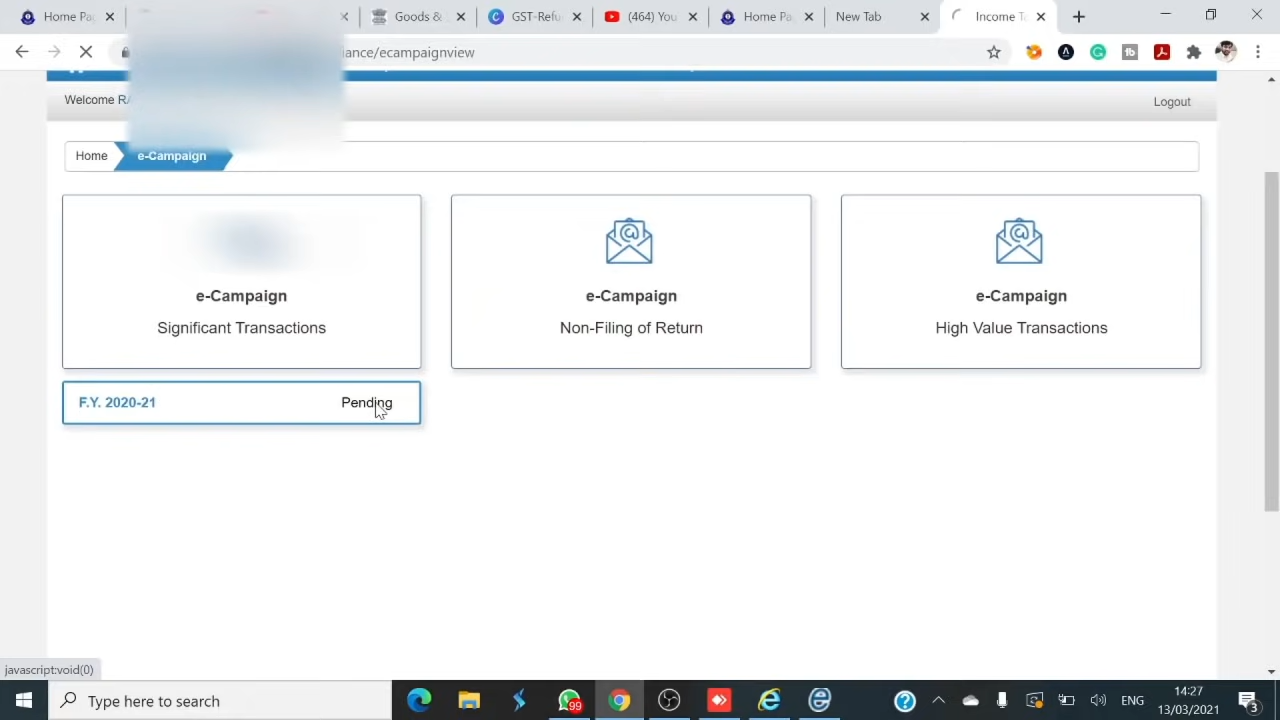 Home Pa
Goods &
GST-Refu
(464) You
Home Pa
New Tab
Income T
ance/ecampaignview
Welcome RA
Logout
Home
e-Campaign
e-Campaign
Significant Transactions
e-Campaign
Non-Filing of Return
e-Campaign
High Value Transactions
F.Y. 2020-21
Pending
javascript:void(0)
Type here to search
99
ENG
14:27
13/03/2021
3